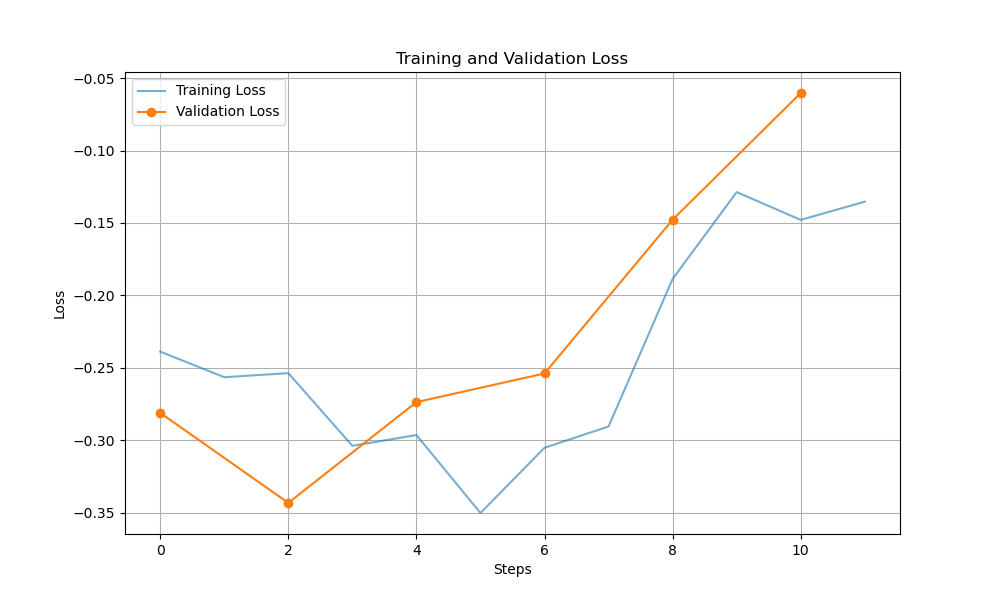 Training and Validation Loss
Training Loss
Validation Loss
−0.05
−0.10
−0.15
−0.20
−0.25
−0.30
−0.35
Loss
0 2 4 6 8 10
Steps